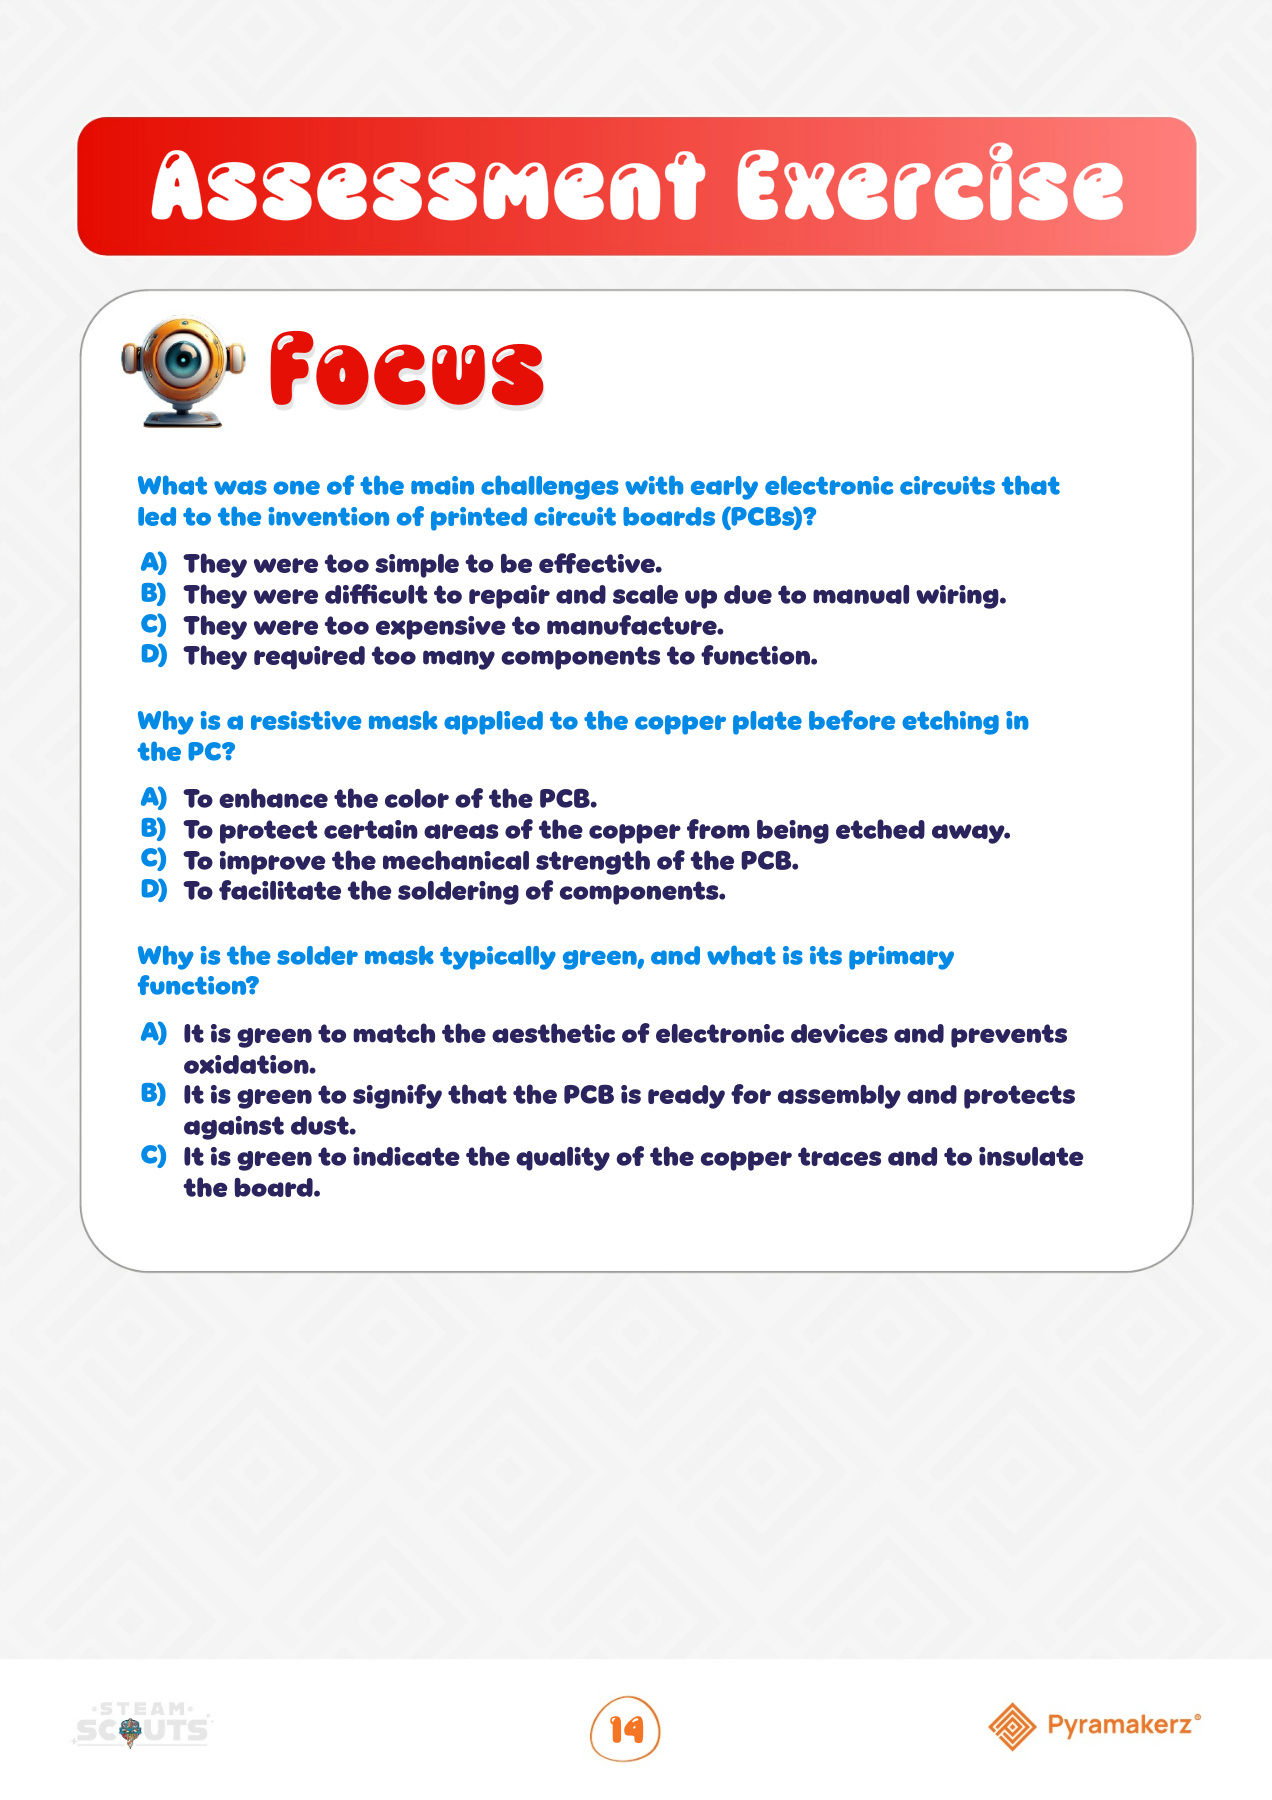 Assessment Exercise
Focus
What was one of the main challenges with early electronic circuits that
led to the invention of printed circuit boards (PCBs)?
A) They were too simple to be effective.
B) They were difficult to repair and scale up due to manual wiring.
C) They were too expensive to manufacture.
D) They required too many components to function.
Why is a resistive mask applied to the copper plate before etching in
the PC?
A) To enhance the color of the PCB.
B) To protect certain areas of the copper from being etched away.
C) To improve the mechanical strength of the PCB.
D) To facilitate the soldering of components.
Why is the solder mask typically green, and what is its primary
function?
A) It is green to match the aesthetic of electronic devices and prevents
oxidation.
B) It is green to signify that the PCB is ready for assembly and protects
against dust.
C) It is green to indicate the quality of the copper traces and to insulate
the board.
STEAM
SCOUTS
14
Pyramakerz®